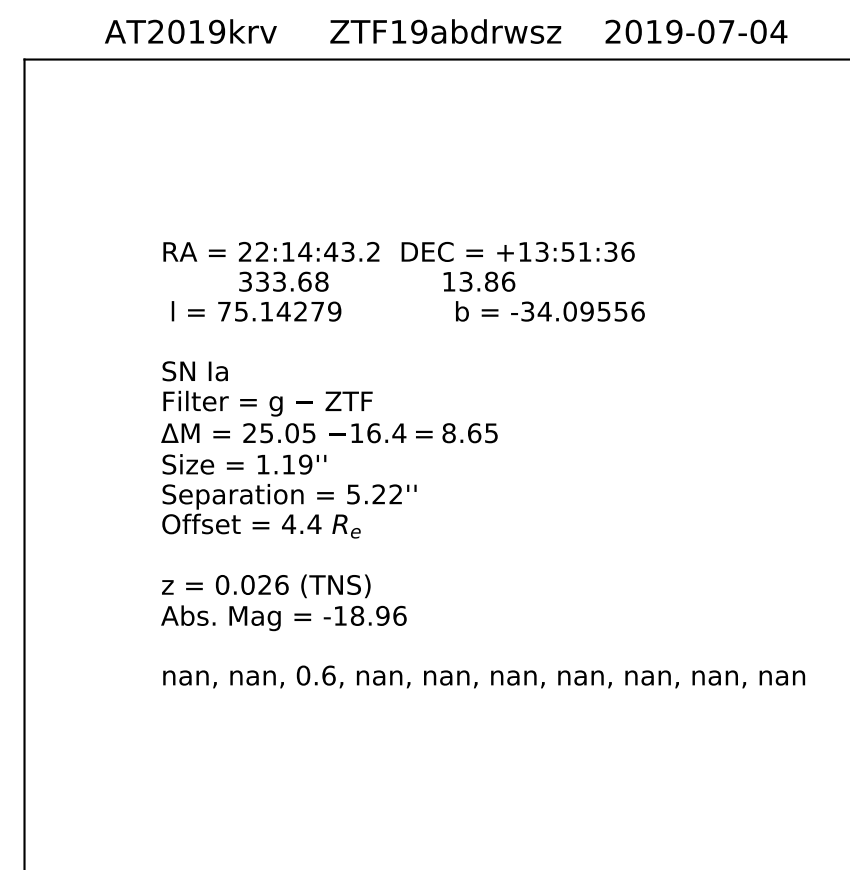 AT2019krv ZTF19abdrwsz 2019-07-04
RA = 22:14:43.2 DEC = +13:51:36
333.68 13.86
l = 75.14279 b = -34.09556
SN Ia
Filter = g − ZTF
ΔM = 25.05 −16.4 = 8.65
Size = 1.19''
Separation = 5.22''
Offset = 4.4 Rₑ
z = 0.026 (TNS)
Abs. Mag = -18.96
nan, nan, 0.6, nan, nan, nan, nan, nan, nan, nan